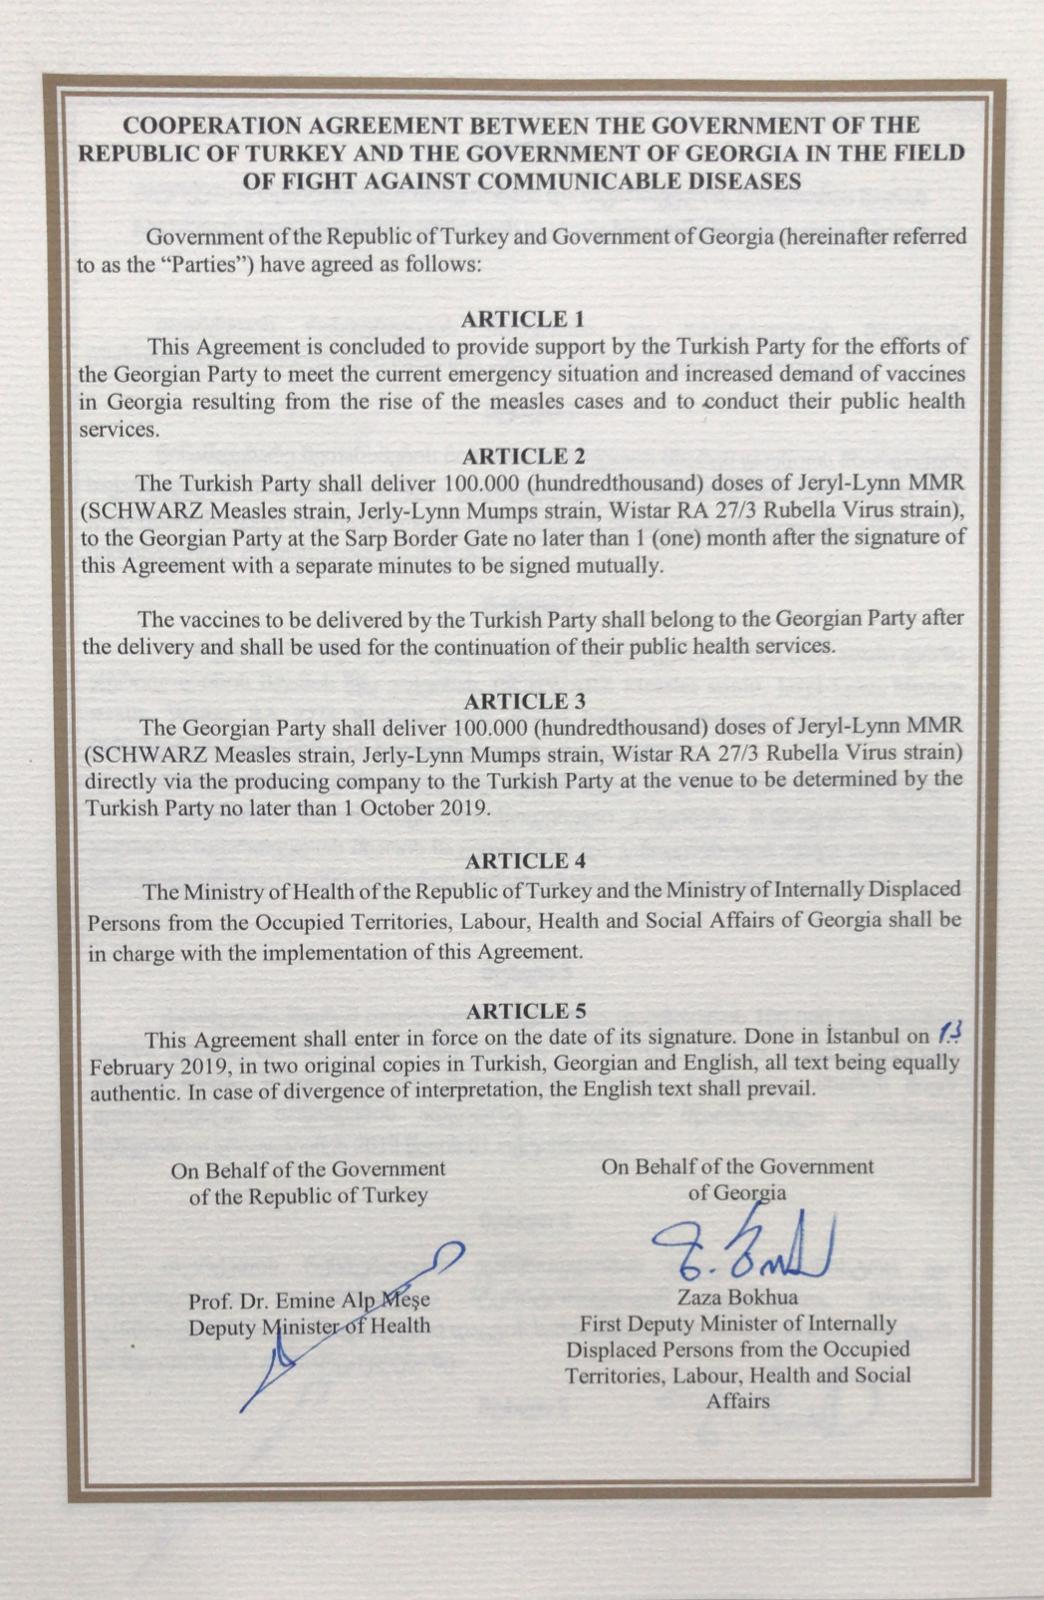 COOPERATION AGREEMENT BETWEEN THE GOVERNMENT OF THE
REPUBLIC OF TURKEY AND THE GOVERNMENT OF GEORGIA IN THE FIELD
OF FIGHT AGAINST COMMUNICABLE DISEASES
Government of the Republic of Turkey and Government of Georgia (hereinafter referred
to as the “Parties”) have agreed as follows:
ARTICLE 1
This Agreement is concluded to provide support by the Turkish Party for the efforts of
the Georgian Party to meet the current emergency situation and increased demand of vaccines
in Georgia resulting from the rise of the measles cases and to conduct their public health
services.
ARTICLE 2
The Turkish Party shall deliver 100.000 (hundredthousand) doses of Jeryl-Lynn MMR
(SCHWARZ Measles strain, Jerly-Lynn Mumps strain, Wistar RA 27/3 Rubella Virus strain),
to the Georgian Party at the Sarp Border Gate no later than 1 (one) month after the signature of
this Agreement with a separate minutes to be signed mutually.
The vaccines to be delivered by the Turkish Party shall belong to the Georgian Party after
the delivery and shall be used for the continuation of their public health services.
ARTICLE 3
The Georgian Party shall deliver 100.000 (hundredthousand) doses of Jeryl-Lynn MMR
(SCHWARZ Measles strain, Jerly-Lynn Mumps strain, Wistar RA 27/3 Rubella Virus strain)
directly via the producing company to the Turkish Party at the venue to be determined by the
Turkish Party no later than 1 October 2019.
ARTICLE 4
The Ministry of Health of the Republic of Turkey and the Ministry of Internally Displaced
Persons from the Occupied Territories, Labour, Health and Social Affairs of Georgia shall be
in charge with the implementation of this Agreement.
ARTICLE 5
This Agreement shall enter in force on the date of its signature. Done in İstanbul on 13
February 2019, in two original copies in Turkish, Georgian and English, all text being equally
authentic. In case of divergence of interpretation, the English text shall prevail.
On Behalf of the Government
of the Republic of Turkey
Prof. Dr. Emine Alp Meşe
Deputy Minister of Health
On Behalf of the Government
of Georgia
Zaza Bokhua
First Deputy Minister of Internally
Displaced Persons from the Occupied
Territories, Labour, Health and Social
Affairs